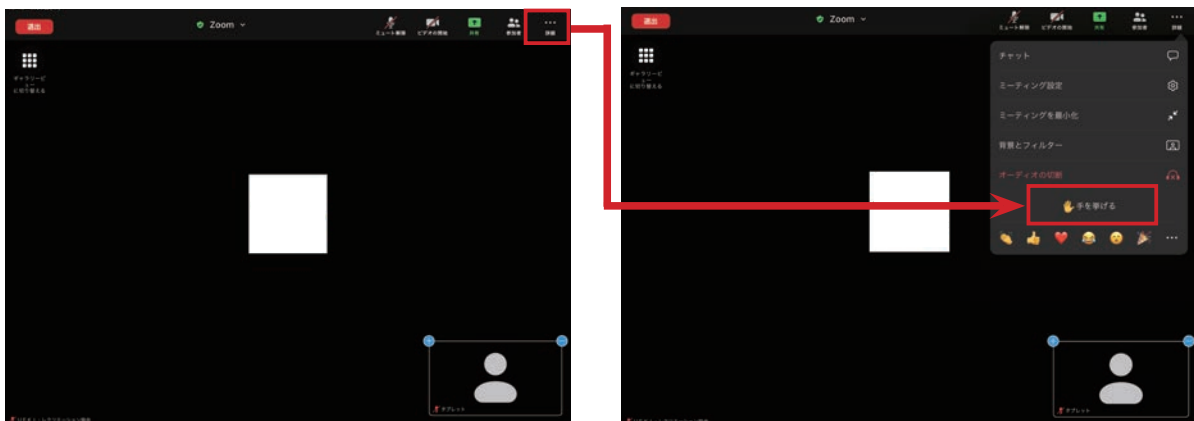 退出
Zoom
ミュート解除
ビデオの開始
共有
参加者
詳細
ギャラリービ
ュー
に切り替える
タブレット
退出
Zoom
ミュート解除
ビデオの開始
共有
参加者
詳細
ギャラリービ
ュー
に切り替える
チャット
ミーティング設定
ミーティングを最小化
背景とフィルター
オーディオの切断
手を挙げる
タブレット